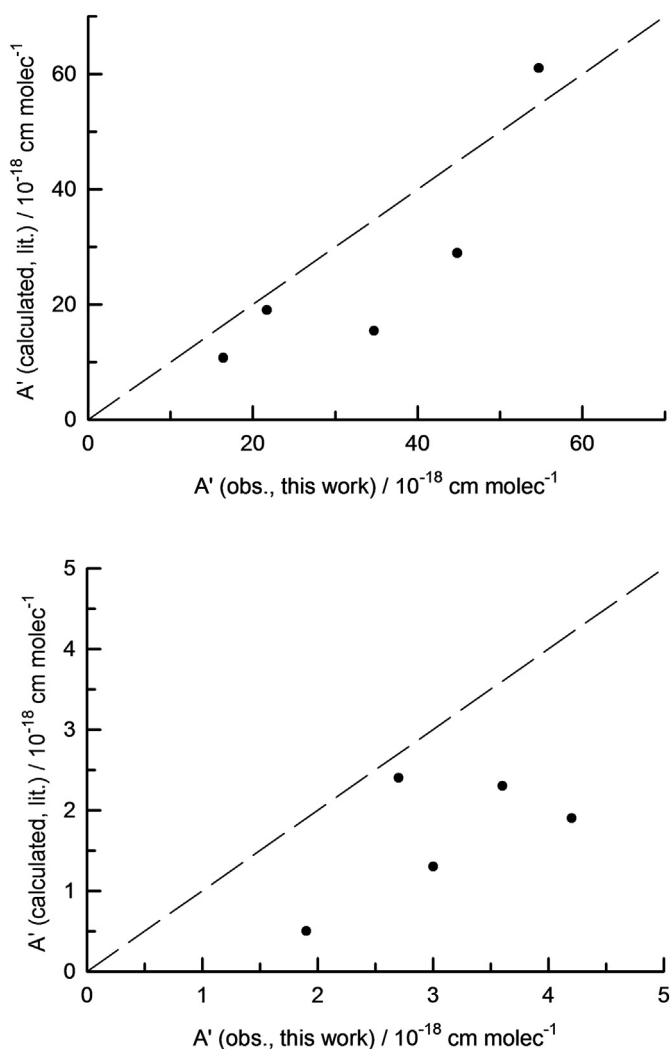 60
40
20
0
A' (calculated, lit.) / 10⁻¹⁸ cm molec⁻¹
0 20 40 60
A' (obs., this work) / 10⁻¹⁸ cm molec⁻¹
5
4
3
2
1
0
A' (calculated, lit.) / 10⁻¹⁸ cm molec⁻¹
0 1 2 3 4 5
A' (obs., this work) / 10⁻¹⁸ cm molec⁻¹